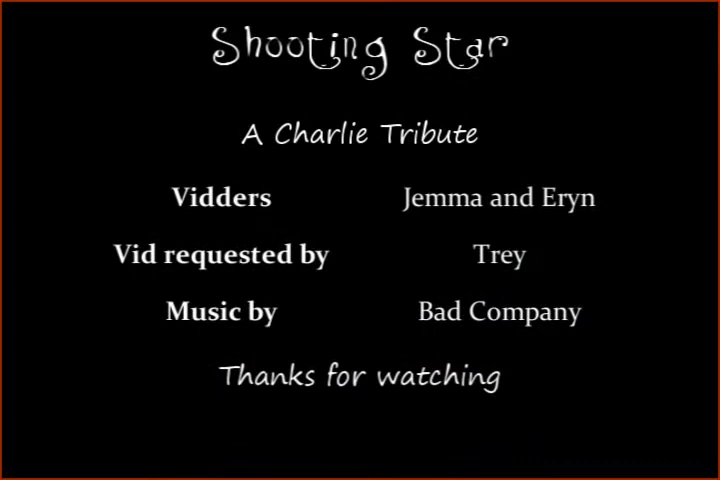 Shooting Star
A Charlie Tribute
Vidders Jemma and Eryn
Vid requested by Trey
Music by Bad Company
Thanks for watching